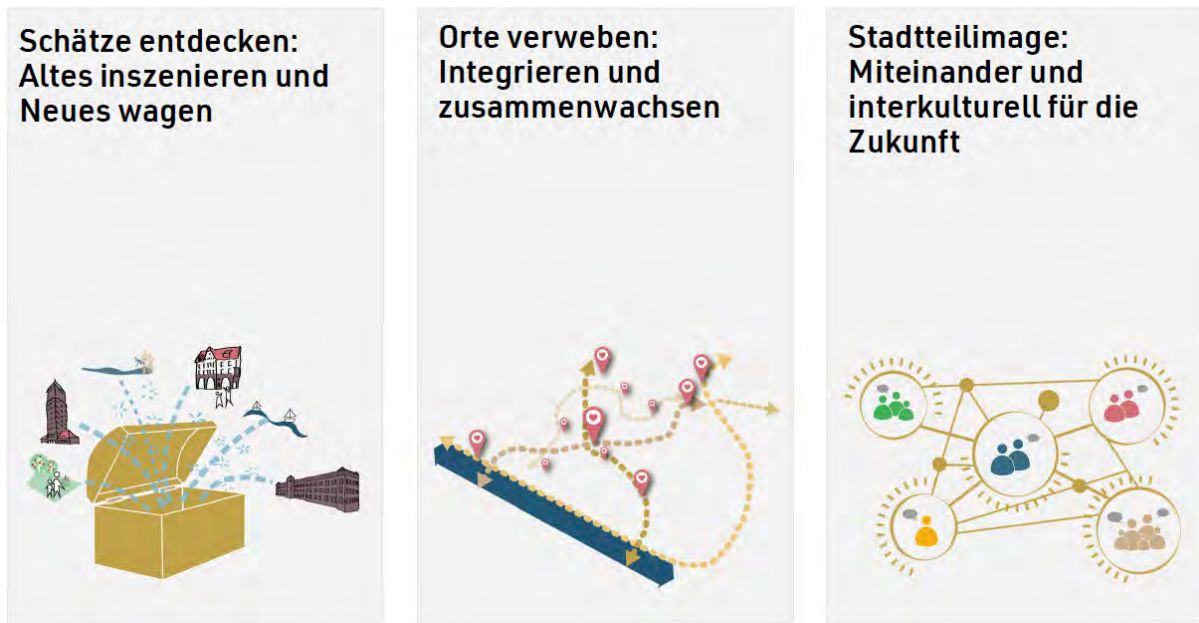 Schätze entdecken:
Altes inszenieren und
Neues wagen
Orte verweben:
Integrieren und
zusammenwachsen
Stadtteilimage:
Miteinander und
interkulturell für die
Zukunft